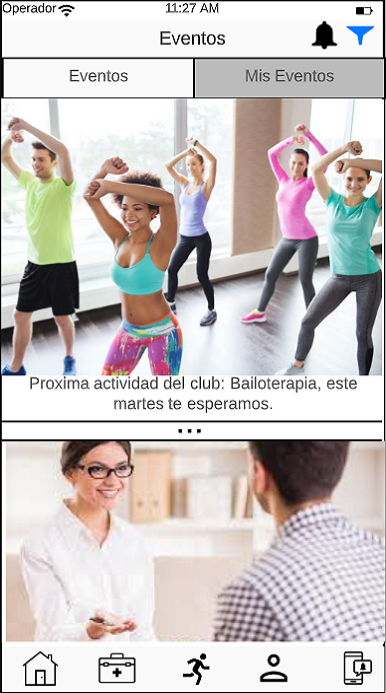 Operador 11:27 AM
Eventos
Eventos Mis Eventos
Proxima actividad del club: Bailoterapia, este
martes te esperamos.
...